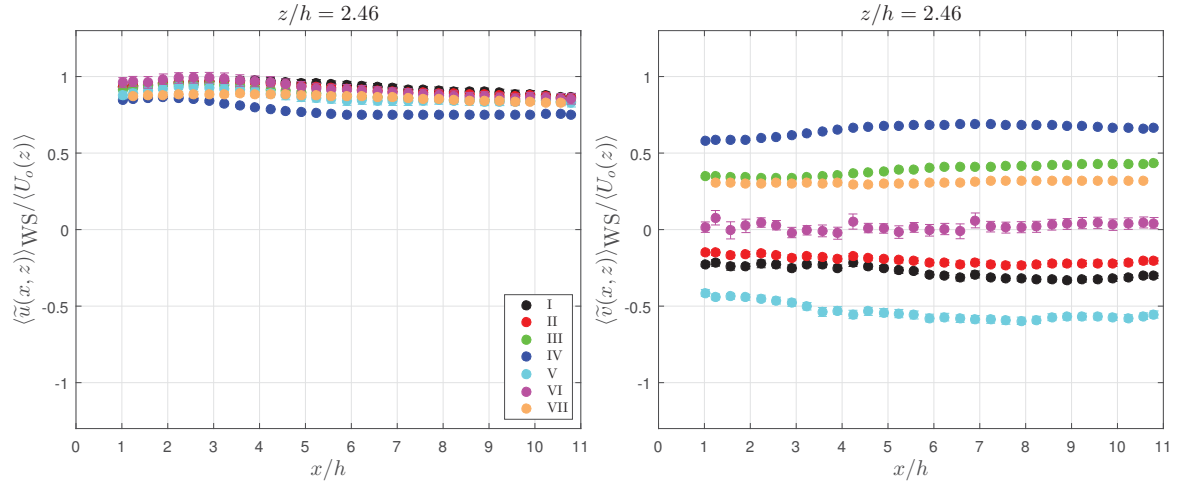 z/h = 2.46
⟨ũ(x, z)⟩WS/⟨Uo(z)⟩
1
0.5
0
-0.5
-1
I
II
III
IV
V
VI
VII
0 1 2 3 4 5 6 7 8 9 10 11
x/h
z/h = 2.46
⟨ṽ(x, z)⟩WS/⟨Uo(z)⟩
1
0.5
0
-0.5
-1
0 1 2 3 4 5 6 7 8 9 10 11
x/h